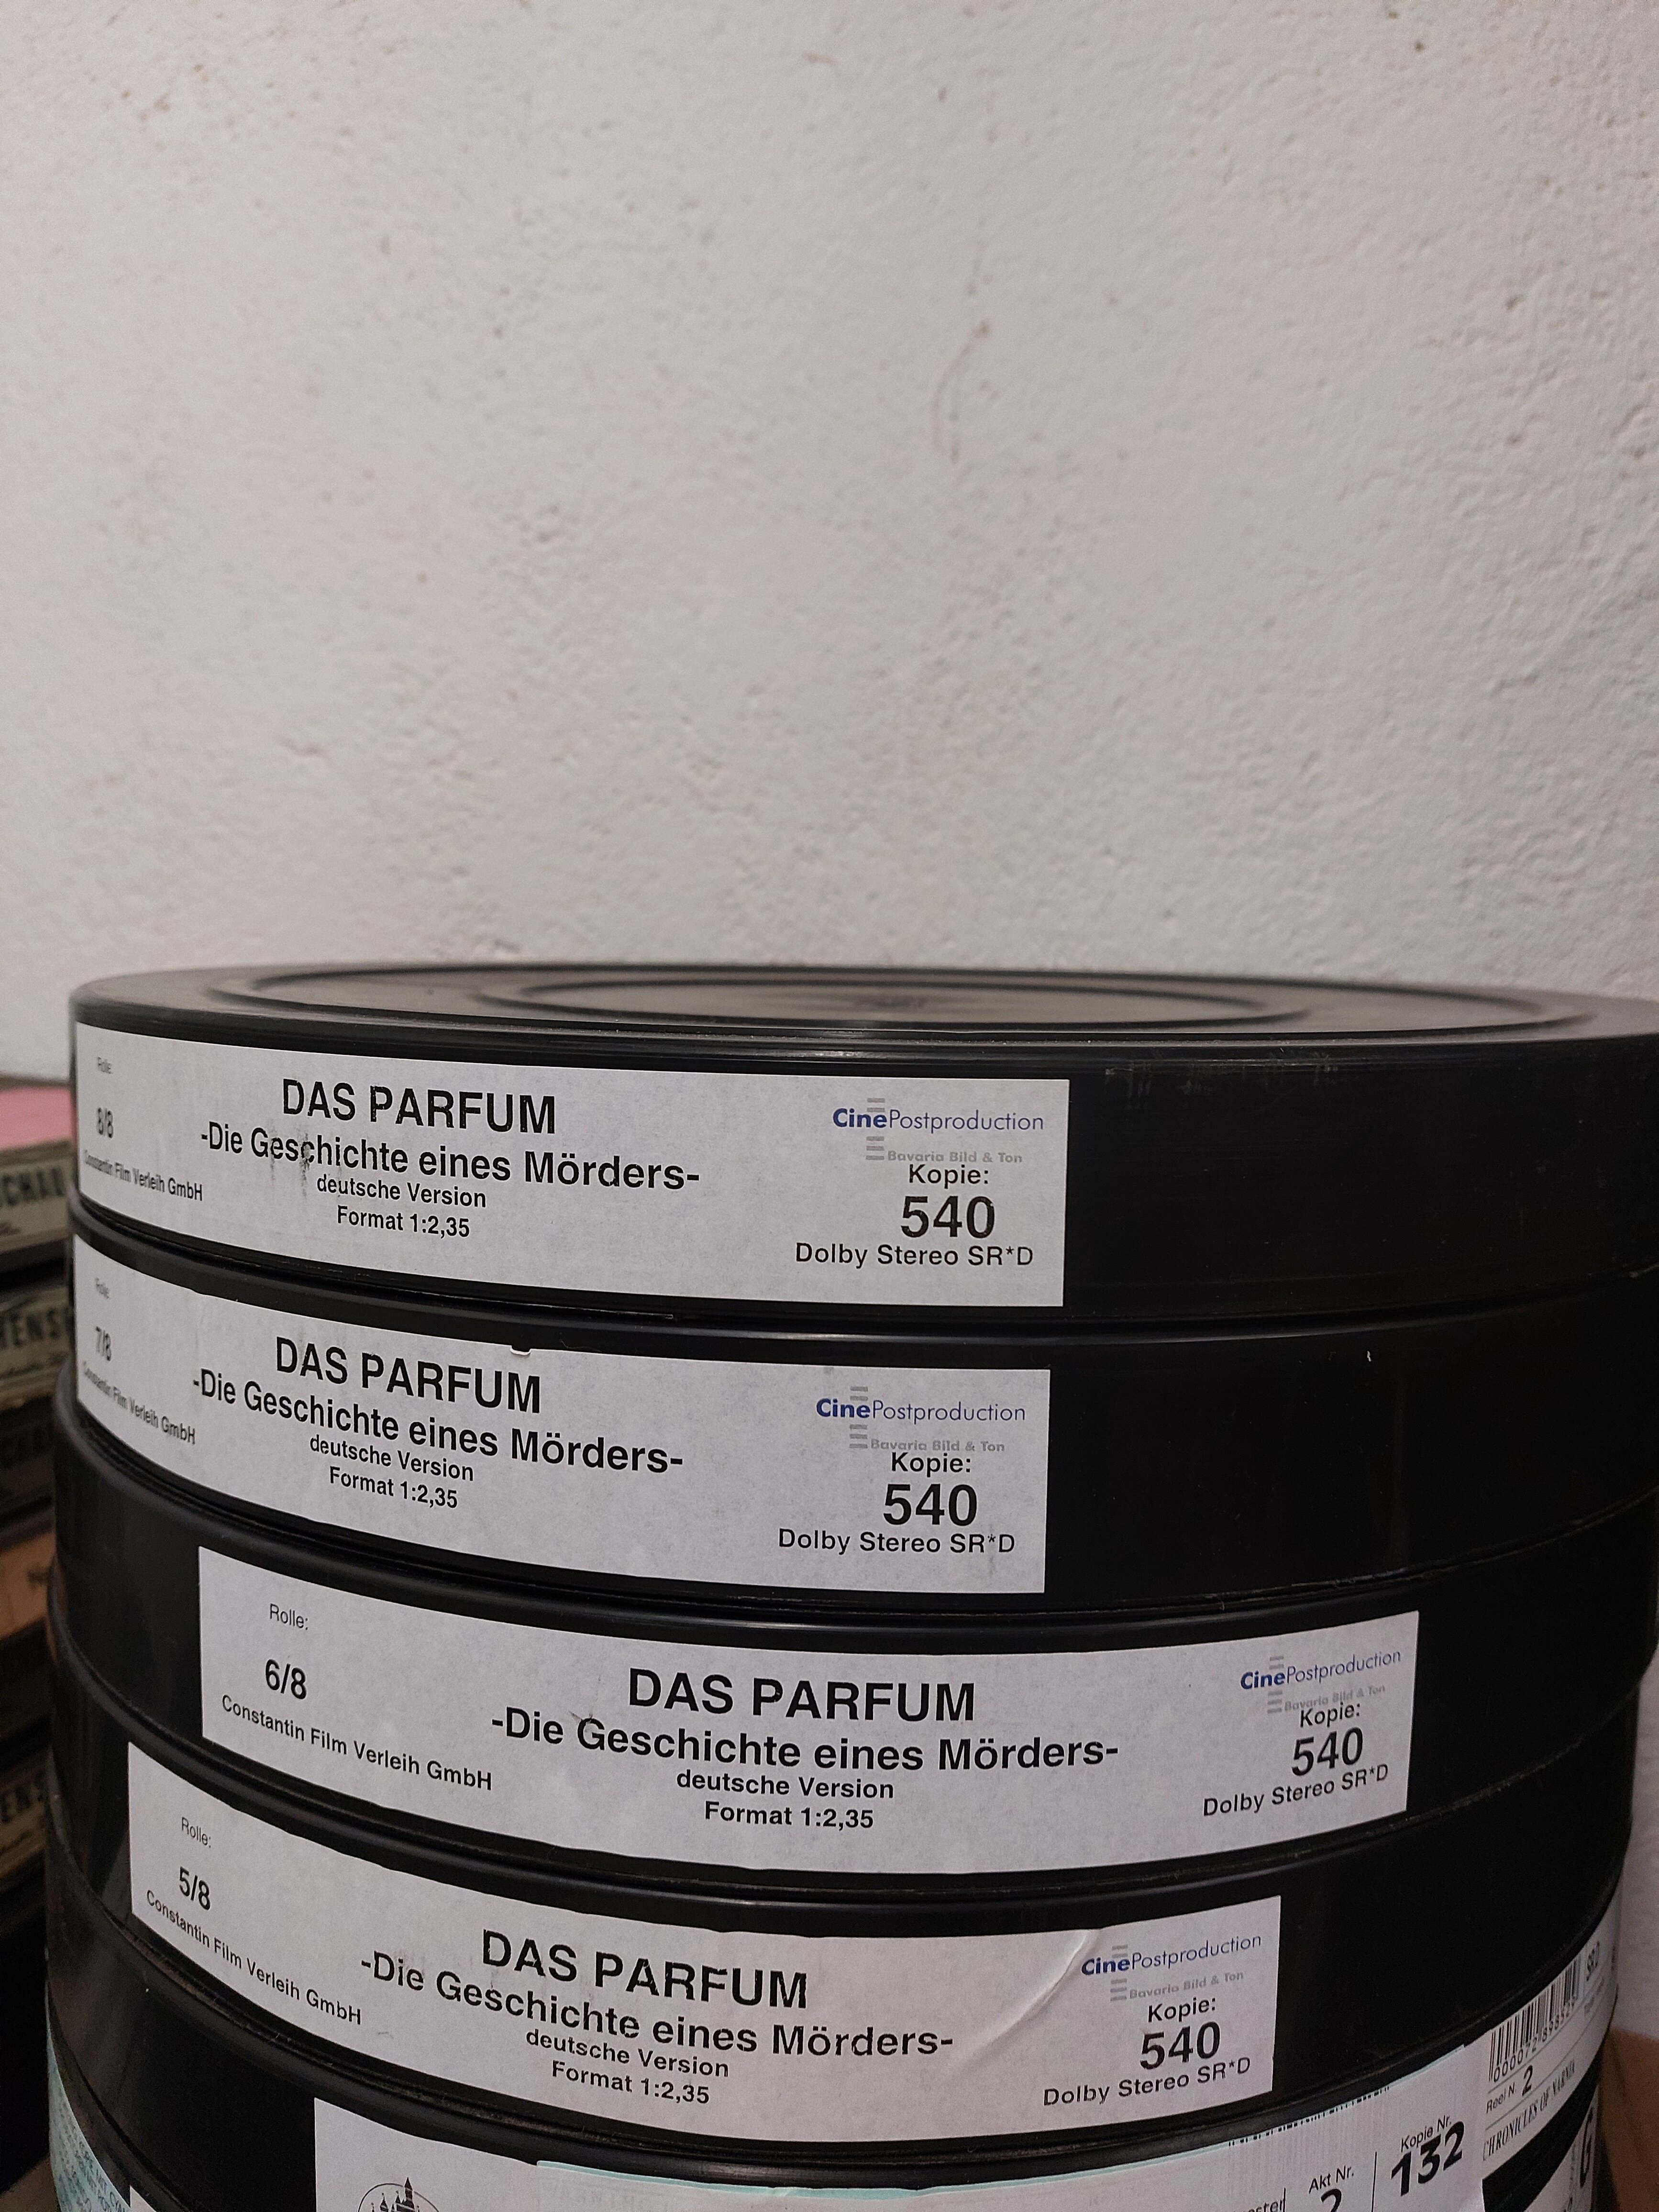 Rolle:
8/8
Constantin Film Verleih GmbH
DAS PARFUM
-Die Geschichte eines Mörders-
deutsche Version
Format 1:2,35
CinePostproduction
Bavaria Bild & Ton
Kopie:
540
Dolby Stereo SR*D
Rolle:
7/8
Constantin Film Verleih GmbH
DAS PARFUM
-Die Geschichte eines Mörders-
deutsche Version
Format 1:2,35
CinePostproduction
Bavaria Bild & Ton
Kopie:
540
Dolby Stereo SR*D
Rolle:
6/8
Constantin Film Verleih GmbH
DAS PARFUM
-Die Geschichte eines Mörders-
deutsche Version
Format 1:2,35
CinePostproduction
Bavaria Bild & Ton
Kopie:
540
Dolby Stereo SR*D
Rolle:
5/8
Constantin Film Verleih GmbH
DAS PARFUM
-Die Geschichte eines Mörders-
deutsche Version
Format 1:2,35
CinePostproduction
Bavaria Bild & Ton
Kopie:
540
Dolby Stereo SR*D
Akt Nr.
2
Kopie Nr.
132
Reel N. 2
CHRONICLES OF NARNIA